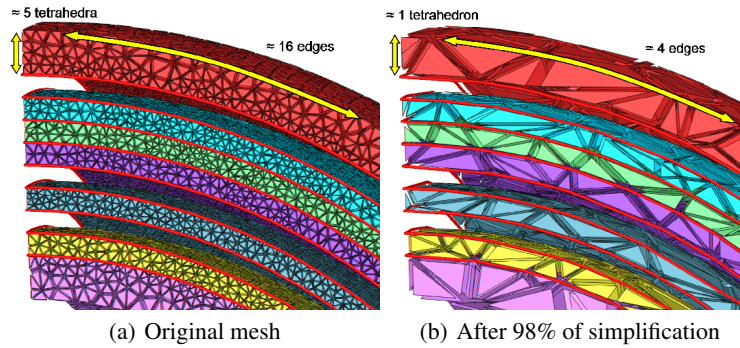 ≈ 5 tetrahedra
≈ 16 edges
(a) Original mesh
≈ 1 tetrahedron
≈ 4 edges
(b) After 98% of simplification